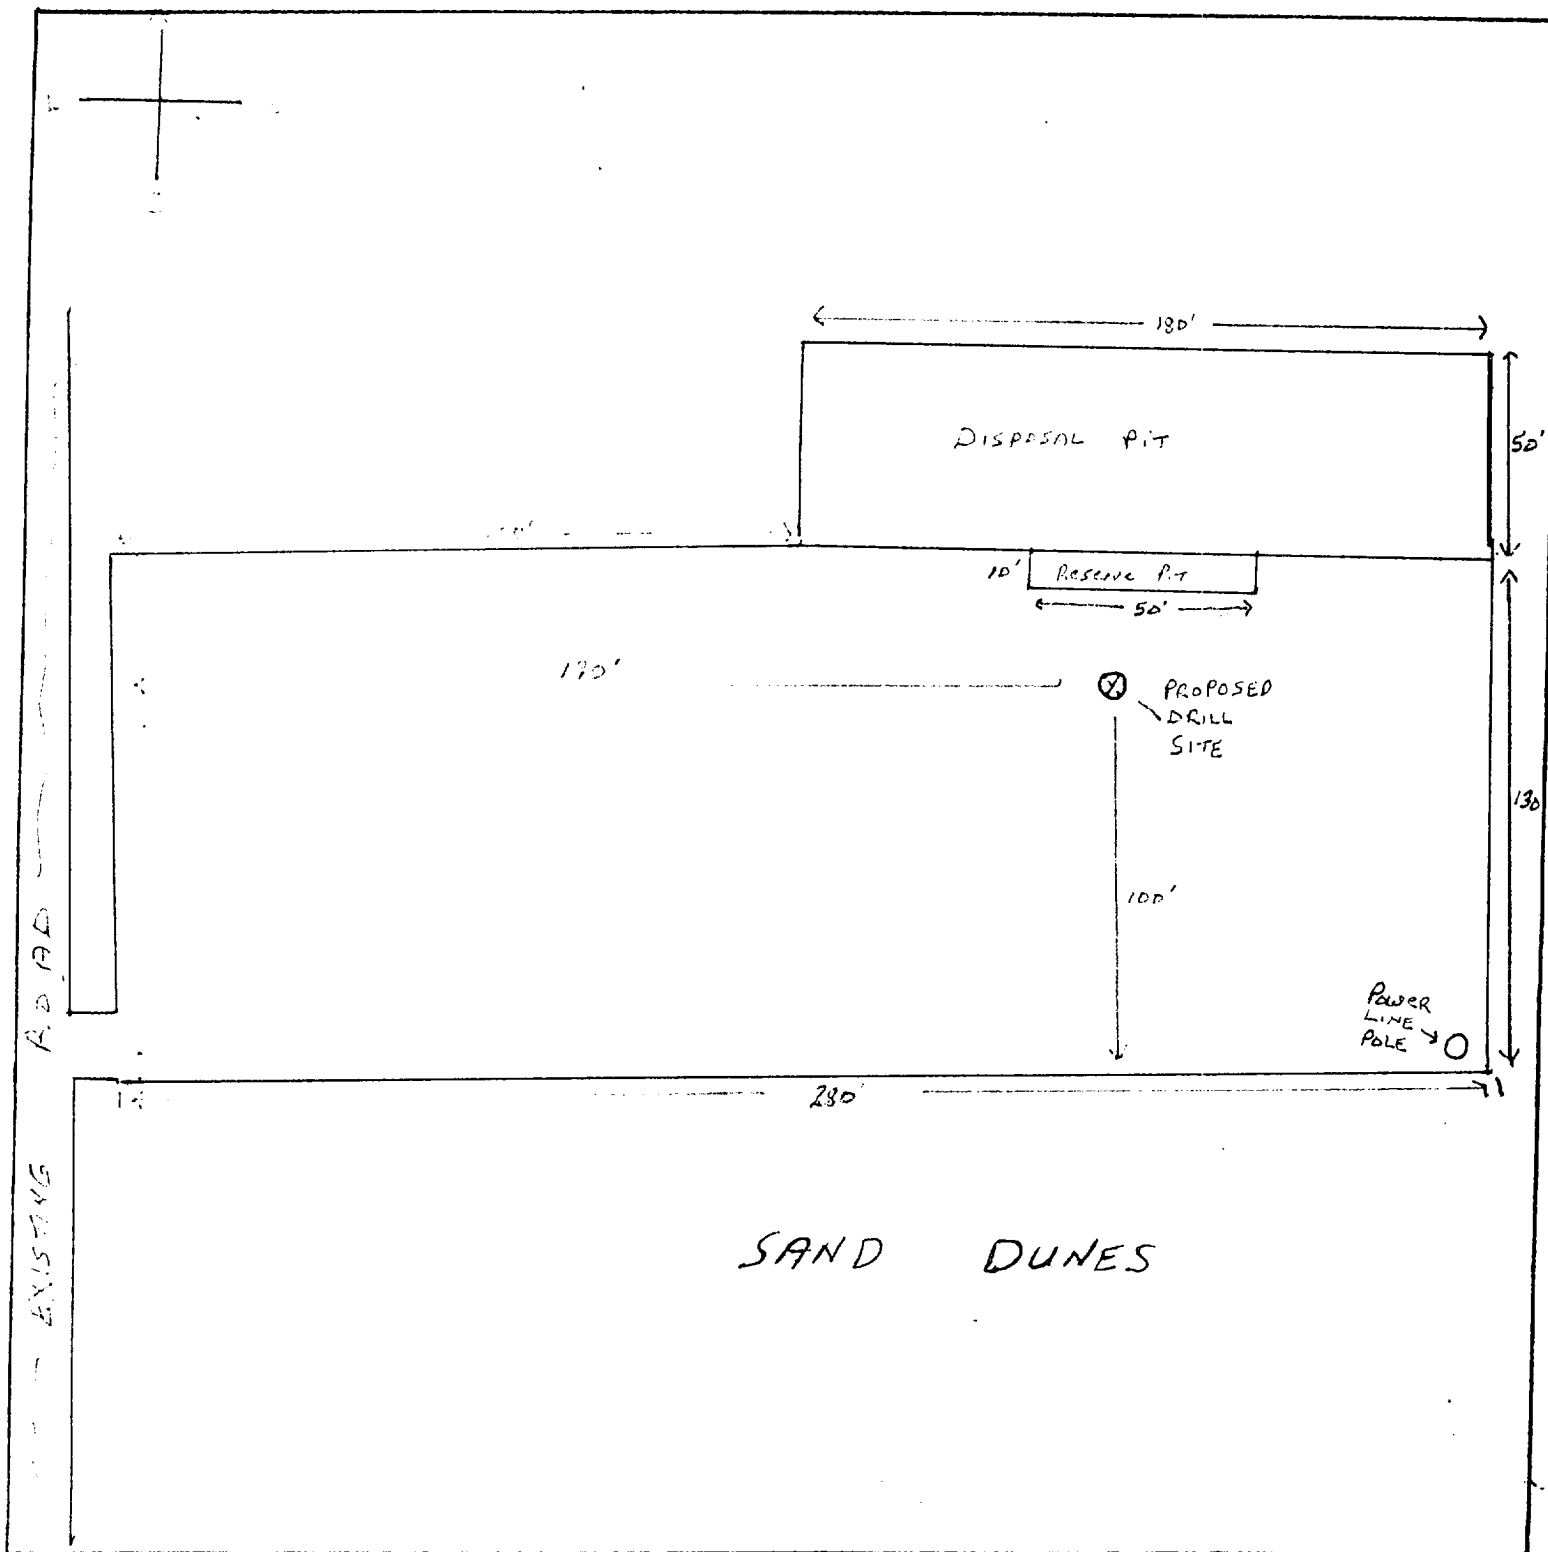 180'
DISPOSAL PIT
50'
10'
Reserve Pit
50'
PROPOSED
DRILL
SITE
130
100'
POWER
LINE
POLE
280'
EXISTING ROAD
SAND DUNES